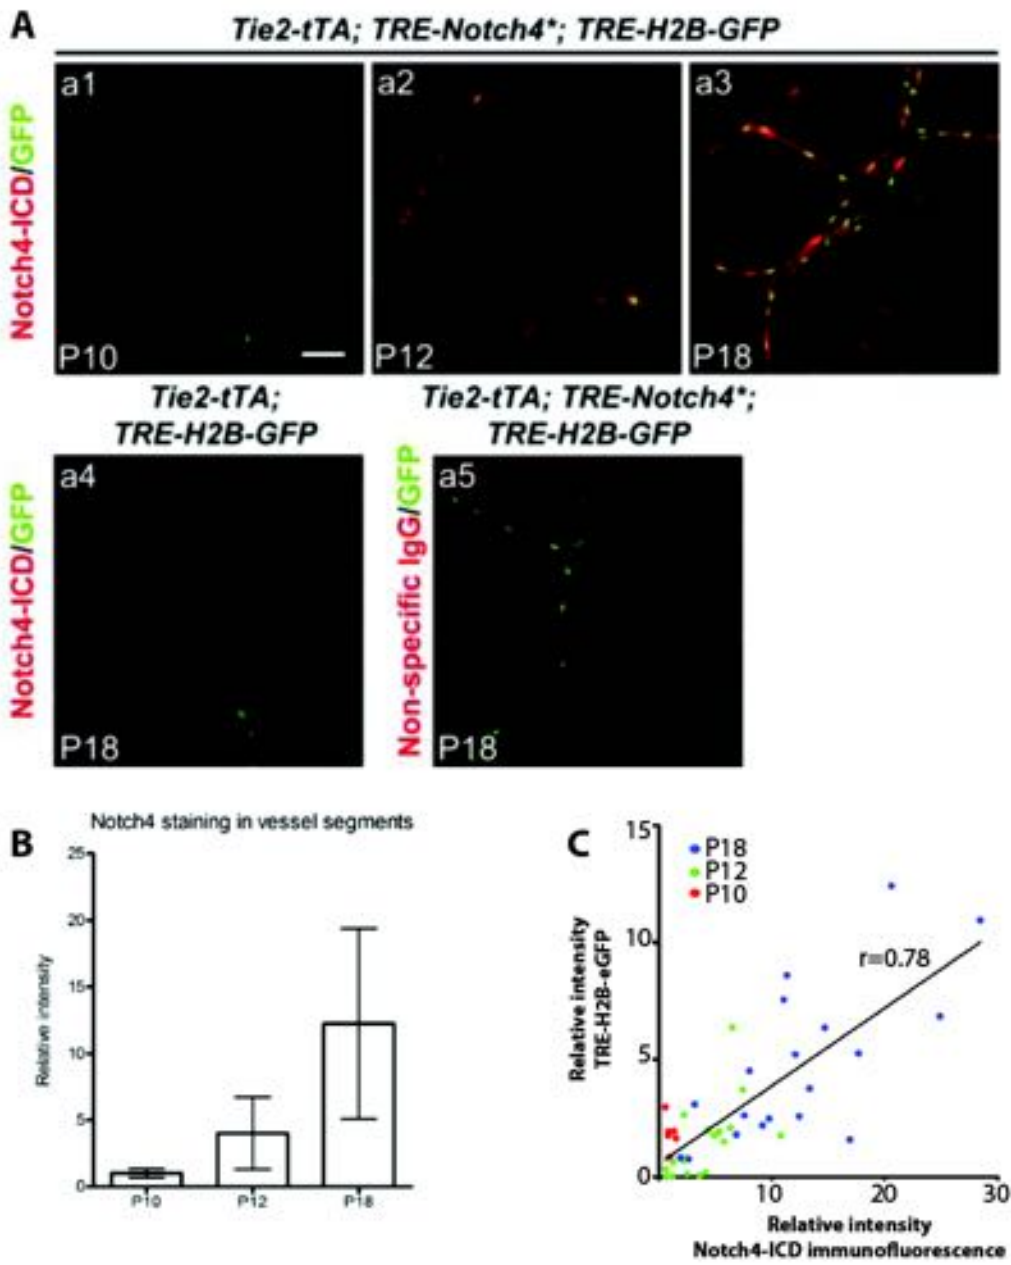 A
Tie2-tTA; TRE-Notch4*; TRE-H2B-GFP
Notch4-ICD/GFP
a1
P10
a2
P12
a3
P18
Tie2-tTA;
TRE-H2B-GFP
Notch4-ICD/GFP
a4
P18
Tie2-tTA; TRE-Notch4*;
TRE-H2B-GFP
Non-specific IgG/GFP
a5
P18
B
Notch4 staining in vessel segments
Relative intensity
25
20
15
10
5
0
P10
P12
P18
C
P18
P12
P10
r=0.78
Relative intensity
TRE-H2B-eGFP
15
10
5
0
10
20
30
Relative intensity
Notch4-ICD immunofluorescence